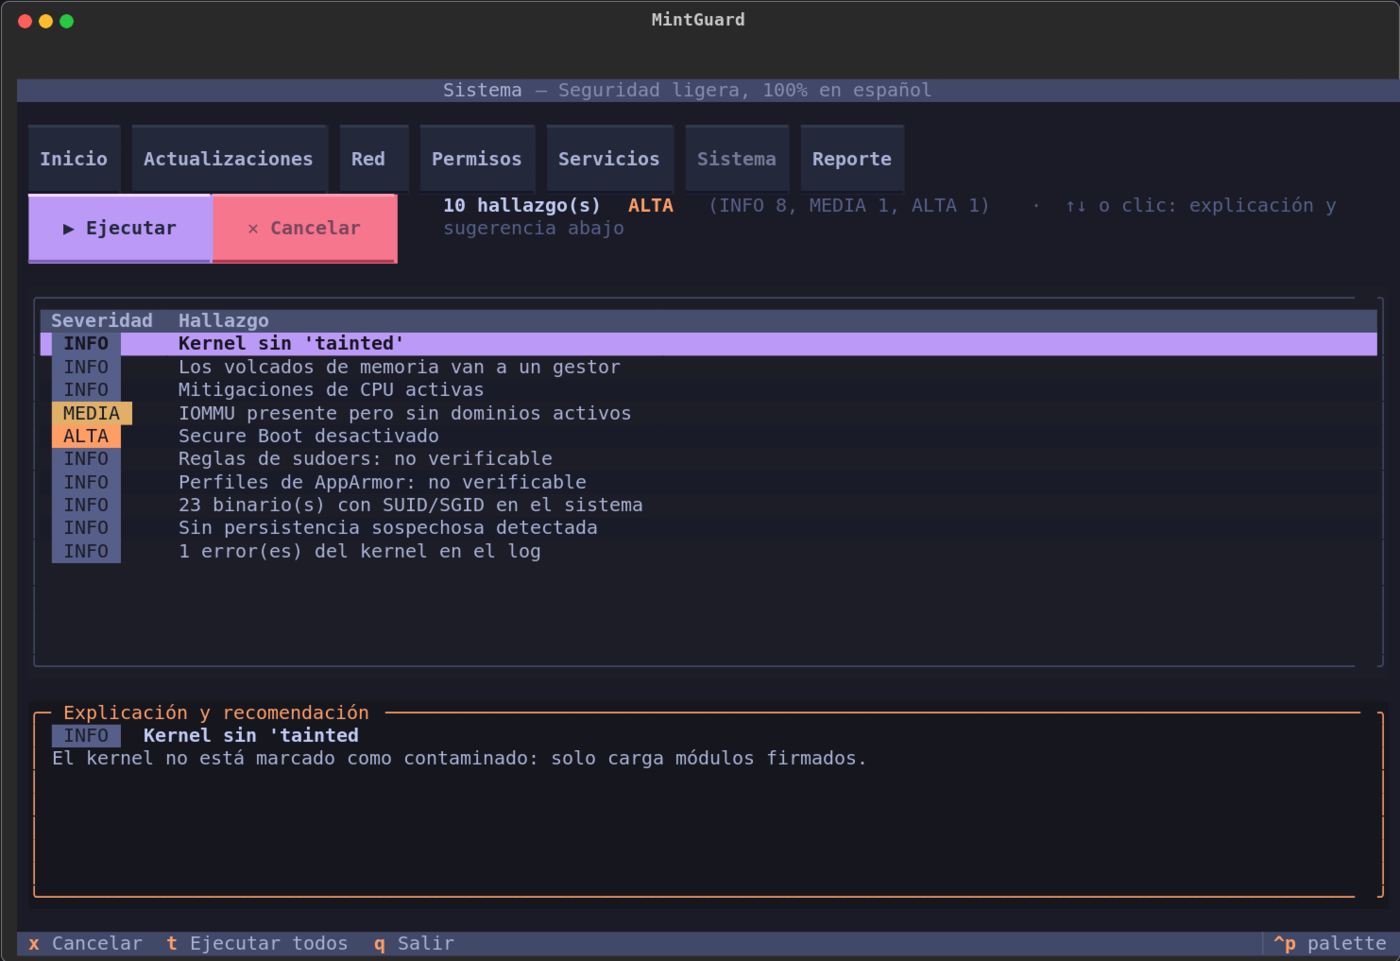 MintGuard
Sistema — Seguridad ligera, 100% en español
Inicio Actualizaciones Red Permisos Servicios Sistema Reporte
▶ Ejecutar × Cancelar 10 hallazgo(s) ALTA (INFO 8, MEDIA 1, ALTA 1) · ↑↓ o clic: explicación y
sugerencia abajo
Severidad Hallazgo
INFO Kernel sin 'tainted'
INFO Los volcados de memoria van a un gestor
INFO Mitigaciones de CPU activas
MEDIA IOMMU presente pero sin dominios activos
ALTA Secure Boot desactivado
INFO Reglas de sudoers: no verificable
INFO Perfiles de AppArmor: no verificable
INFO 23 binario(s) con SUID/SGID en el sistema
INFO Sin persistencia sospechosa detectada
INFO 1 error(es) del kernel en el log
Explicación y recomendación
INFO Kernel sin 'tainted
El kernel no está marcado como contaminado: solo carga módulos firmados.
x Cancelar t Ejecutar todos q Salir ^p palette